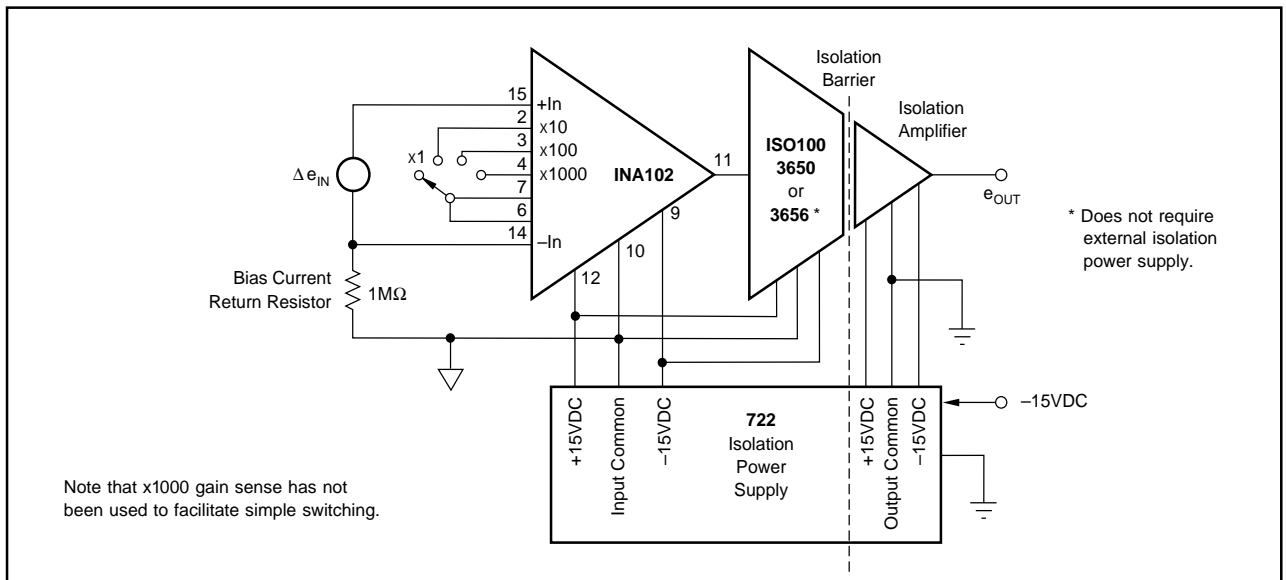 Isolation
Barrier
Isolation
Amplifier
15
+In
2
x10
3
x100
x1
4
x1000
7
6
14
–In
Δ eIN
INA102
11
9
10
12
ISO100
3650
or
3656 *
eOUT
* Does not require
external isolation
power supply.
Bias Current
Return Resistor
1MΩ
+15VDC
Input Common
–15VDC
722
Isolation
Power
Supply
+15VDC
Output Common
–15VDC
–15VDC
Note that x1000 gain sense has not
been used to facilitate simple switching.